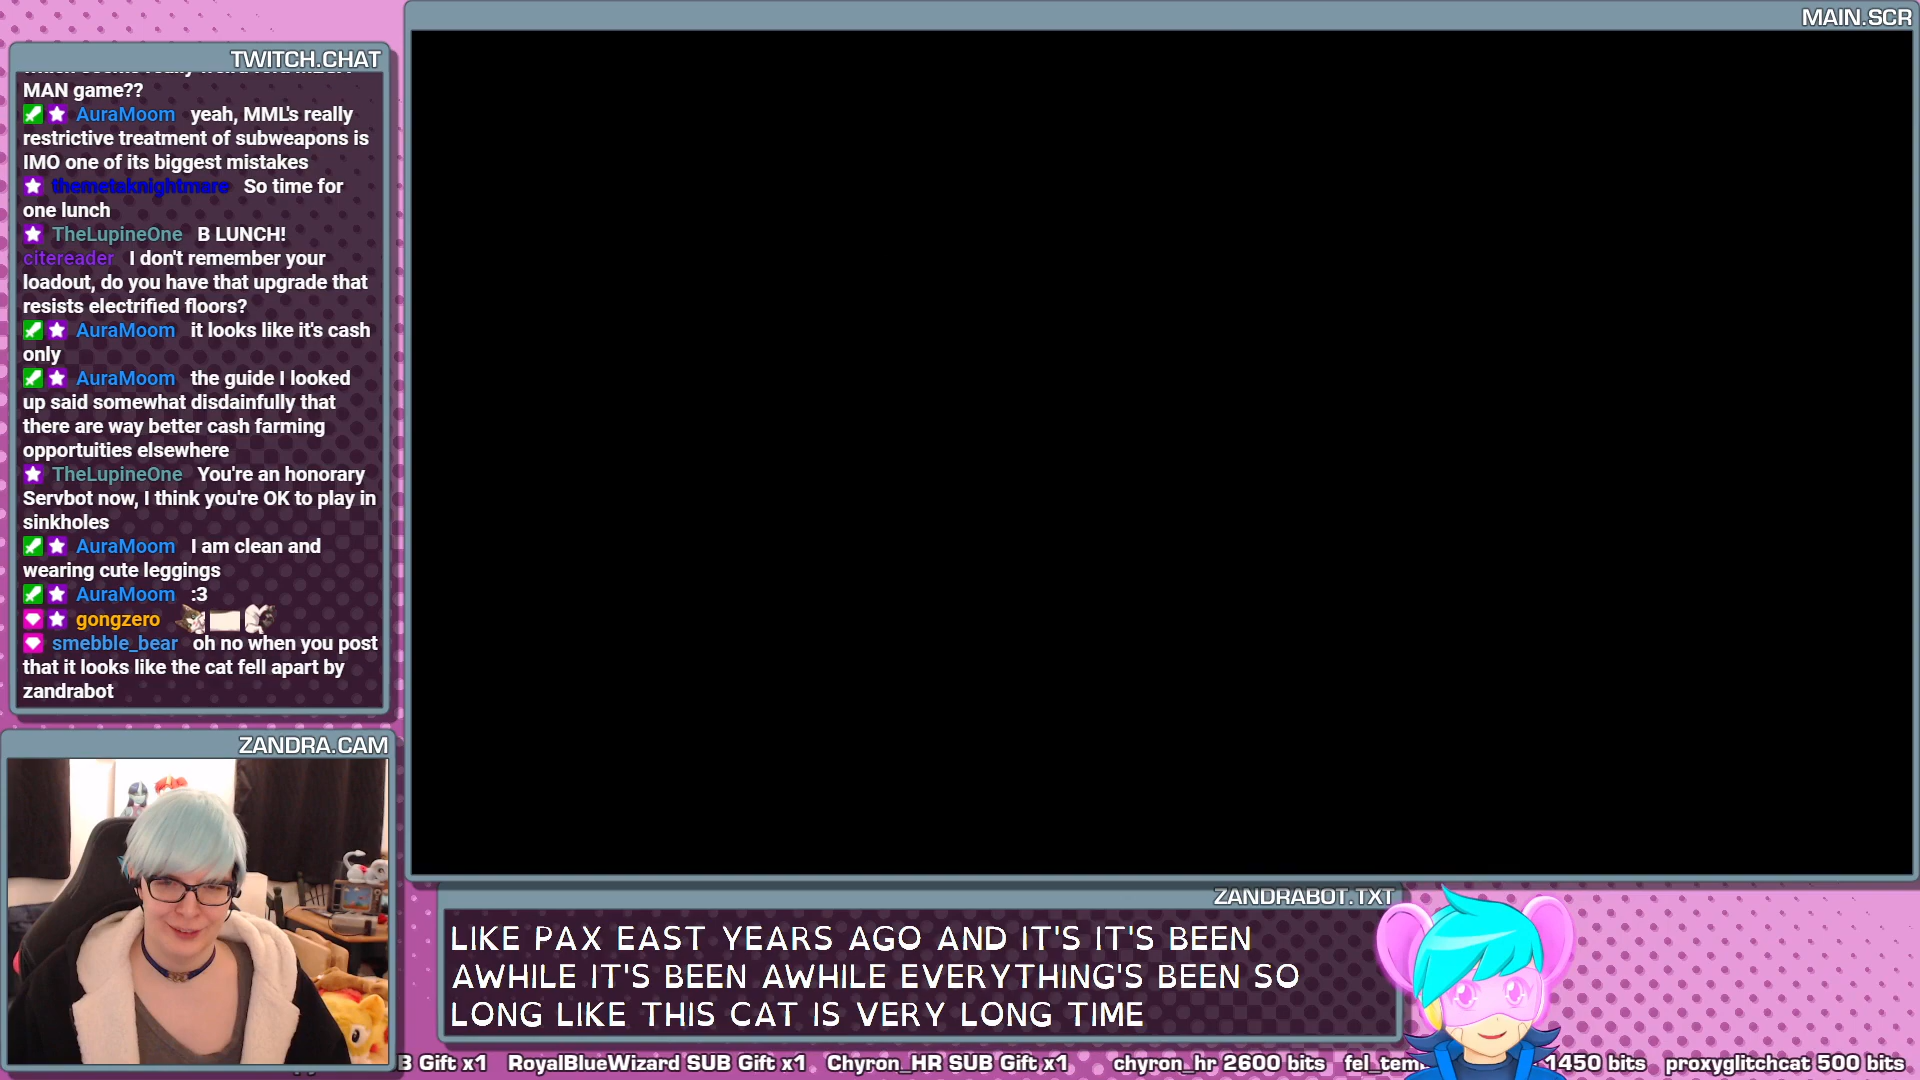 MAIN.SCR
TWITCH.CHAT
MAN game??
AuraMoom yeah, MML's really
restrictive treatment of subweapons is
IMO one of its biggest mistakes
themetaknightmare So time for
one lunch
TheLupineOne B LUNCH!
citereader I don't remember your
loadout, do you have that upgrade that
resists electrified floors?
AuraMoom it looks like it's cash
only
AuraMoom the guide I looked
up said somewhat disdainfully that
there are way better cash farming
opportuities elsewhere
TheLupineOne You're an honorary
Servbot now, I think you're OK to play in
sinkholes
AuraMoom I am clean and
wearing cute leggings
AuraMoom :3
gongzero
smebble_bear oh no when you post
that it looks like the cat fell apart by
zandrabot
ZANDRA.CAM
ZANDRABOT.TXT
LIKE PAX EAST YEARS AGO AND IT'S IT'S BEEN
AWHILE IT'S BEEN AWHILE EVERYTHING'S BEEN SO
LONG LIKE THIS CAT IS VERY LONG TIME
B Gift x1 RoyalBlueWizard SUB Gift x1 Chyron_HR SUB Gift x1 chyron_hr 2600 bits 1450 bits proxyglitchcat 500 bits